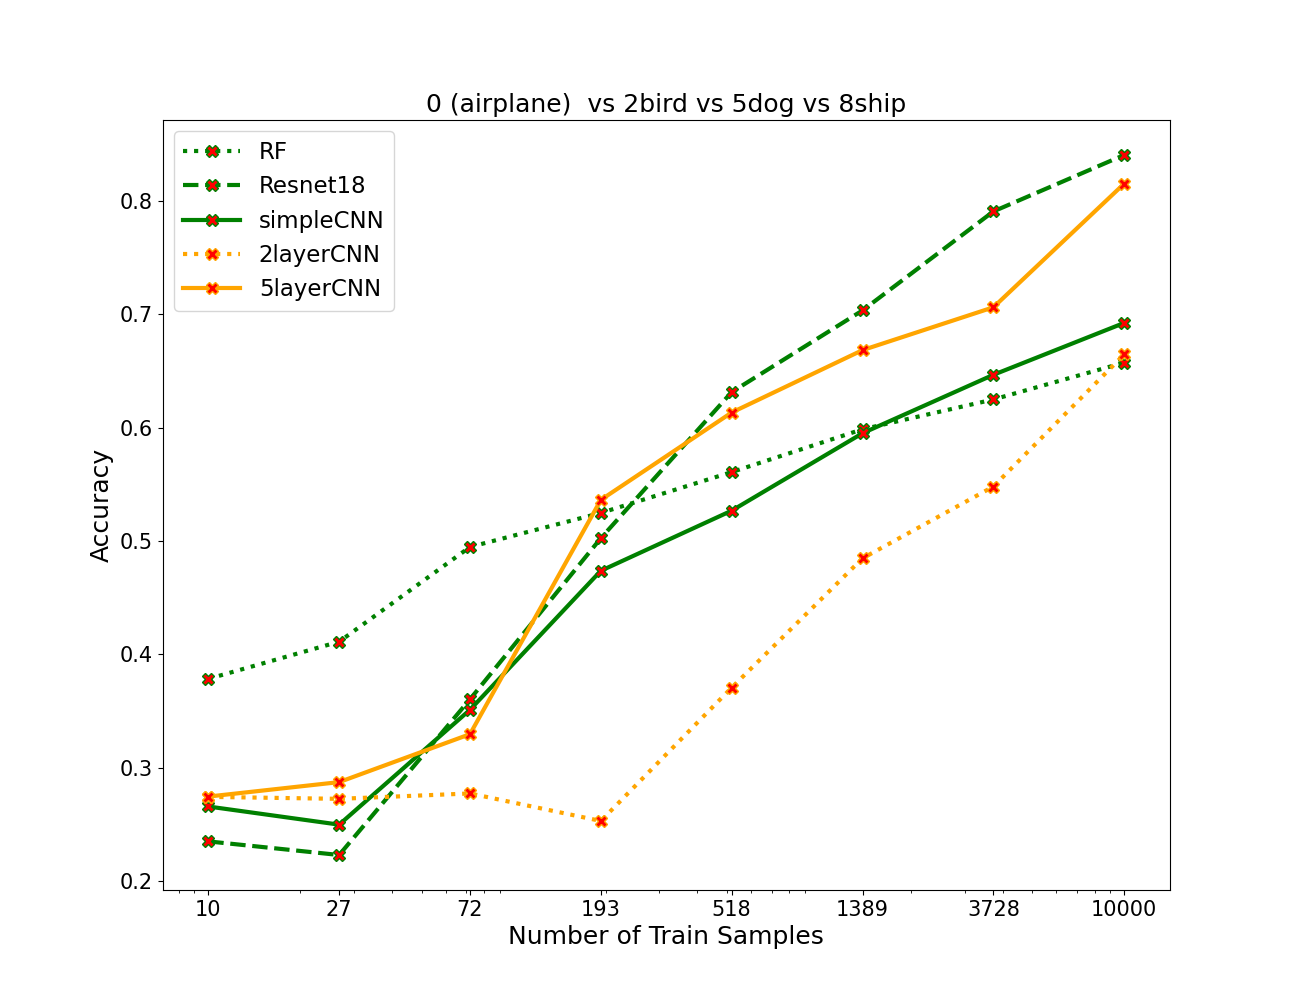 0 (airplane)  vs 2bird vs 5dog vs 8ship
RF
Resnet18
simpleCNN
2layerCNN
5layerCNN
Accuracy
0.8
0.7
0.6
0.5
0.4
0.3
0.2
10 27 72 193 518 1389 3728 10000
Number of Train Samples